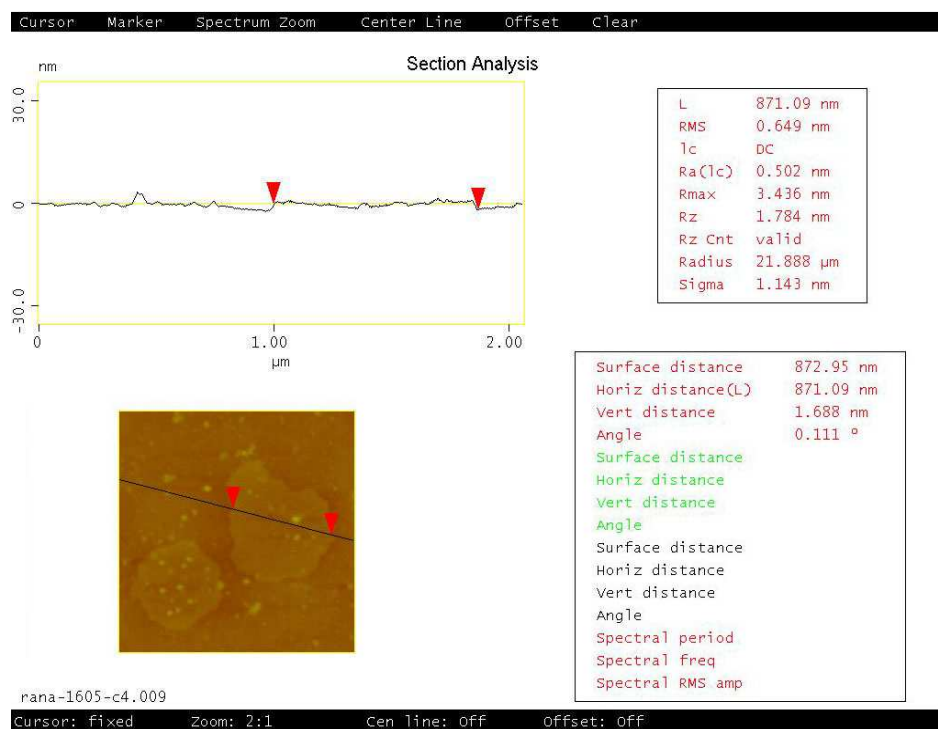 Cursor Marker Spectrum Zoom Center Line Offset Clear
Section Analysis
nm
30.0
0
-30.0
0 1.00 2.00
µm
L 871.09 nm
RMS 0.649 nm
lc DC
Ra(lc) 0.502 nm
Rmax 3.436 nm
Rz 1.784 nm
Rz Cnt valid
Radius 21.888 µm
Sigma 1.143 nm
Surface distance 872.95 nm
Horiz distance(L) 871.09 nm
Vert distance 1.688 nm
Angle 0.111 °
Surface distance
Horiz distance
Vert distance
Angle
Surface distance
Horiz distance
Vert distance
Angle
Spectral period
Spectral freq
Spectral RMS amp
rana-1605-c4.009
Cursor: fixed Zoom: 2:1 Cen line: Off Offset: Off